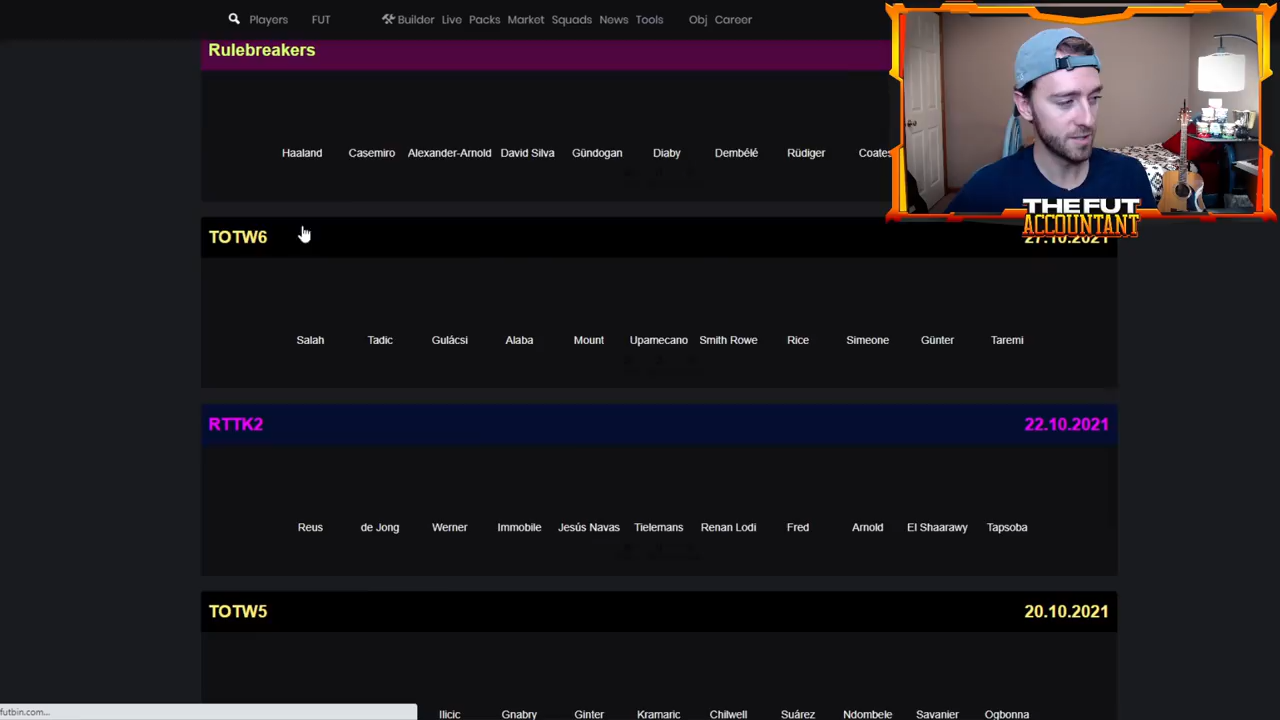 Players FUT Builder Live Packs Market Squads News Tools Obj Career
Rulebreakers
Haaland Casemiro Alexander-Arnold David Silva Gündogan Diaby Dembélé Rüdiger Coates
THE FUT
ACCOUNTANT
TOTW6 27.10.2021
Salah Tadic Gulácsi Alaba Mount Upamecano Smith Rowe Rice Simeone Günter Taremi
RTTK2 22.10.2021
Reus de Jong Werner Immobile Jesús Navas Tielemans Renan Lodi Fred Arnold El Shaarawy Tapsoba
TOTW5 20.10.2021
Ilicic Gnabry Ginter Kramaric Chilwell Suárez Ndombele Savanier Ogbonna
futbin.com...